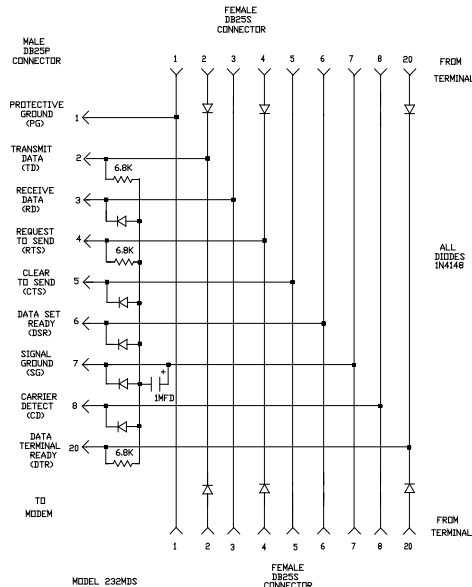 FEMALE
DB25S
CONNECTOR
MALE
DB25P
CONNECTOR
1 2 3 4 5 6 7 8 20
FROM
TERMINAL
PROTECTIVE
GROUND
(PG)
1
TRANSMIT
DATA
(TD)
2
6.8K
RECEIVE
DATA
(RD)
3
REQUEST
TO SEND
(RTS)
4
6.8K
ALL
DIODES
1N4148
CLEAR
TO SEND
(CTS)
5
DATA SET
READY
(DSR)
6
SIGNAL
GROUND
(SG)
7
+
1MFD
CARRIER
DETECT
(CD)
8
DATA
TERMINAL
READY
(DTR)
20
6.8K
TO
MODEM
FROM
TERMINAL
1 2 3 4 5 6 7 8 20
MODEL 232MDS
FEMALE
DB25S
CONNECTOR